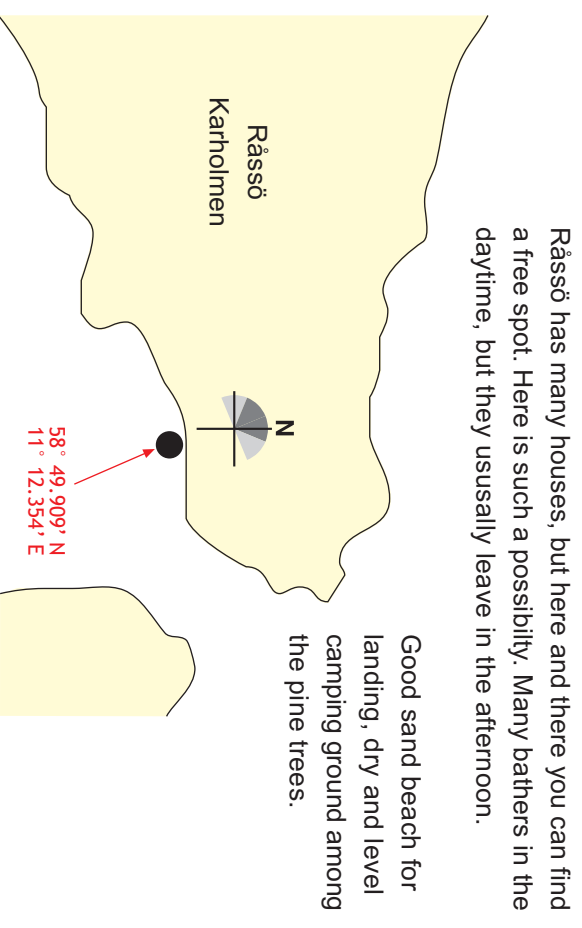 Råssö has many houses, but here and there you can find
a free spot. Here is such a possibilty. Many bathers in the
daytime, but they ususally leave in the afternoon.
Good sand beach for
landing, dry and level
camping ground among
the pine trees.
N
Råssö
Karholmen
58° 49.909’ N
11° 12.354’ E